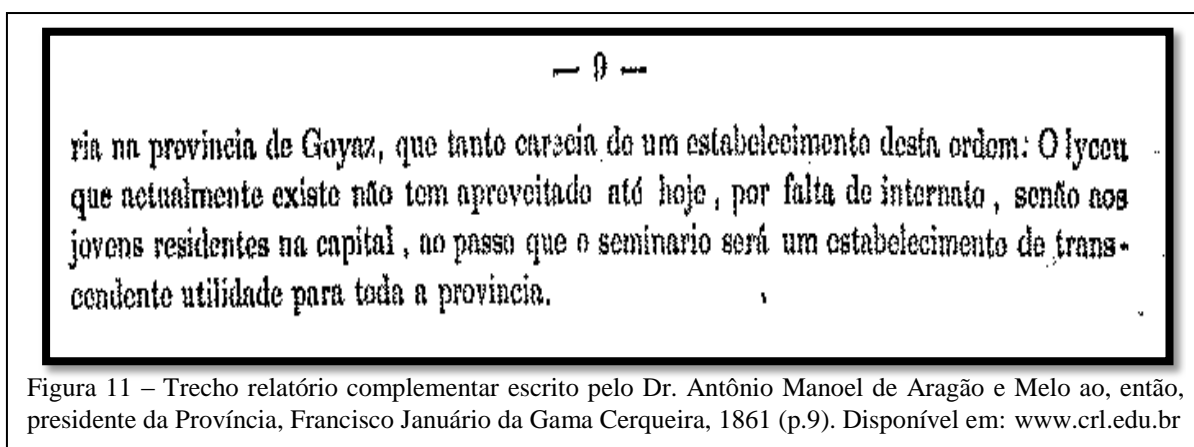 — 9 —
ria na provincia de Goyaz, que tanto carecia de um estabelecimento desta ordem: O lyceu
que actualmente existe não tem aproveitado até hoje, por falta de internato, senão aos
jovens residentes na capital, ao passo que o seminario será um estabelecimento de trans-
cendente utilidade para toda a provincia.
Figura 11 – Trecho relatório complementar escrito pelo Dr. Antônio Manoel de Aragão e Melo ao, então,
presidente da Província, Francisco Januário da Gama Cerqueira, 1861 (p.9). Disponível em: www.crl.edu.br